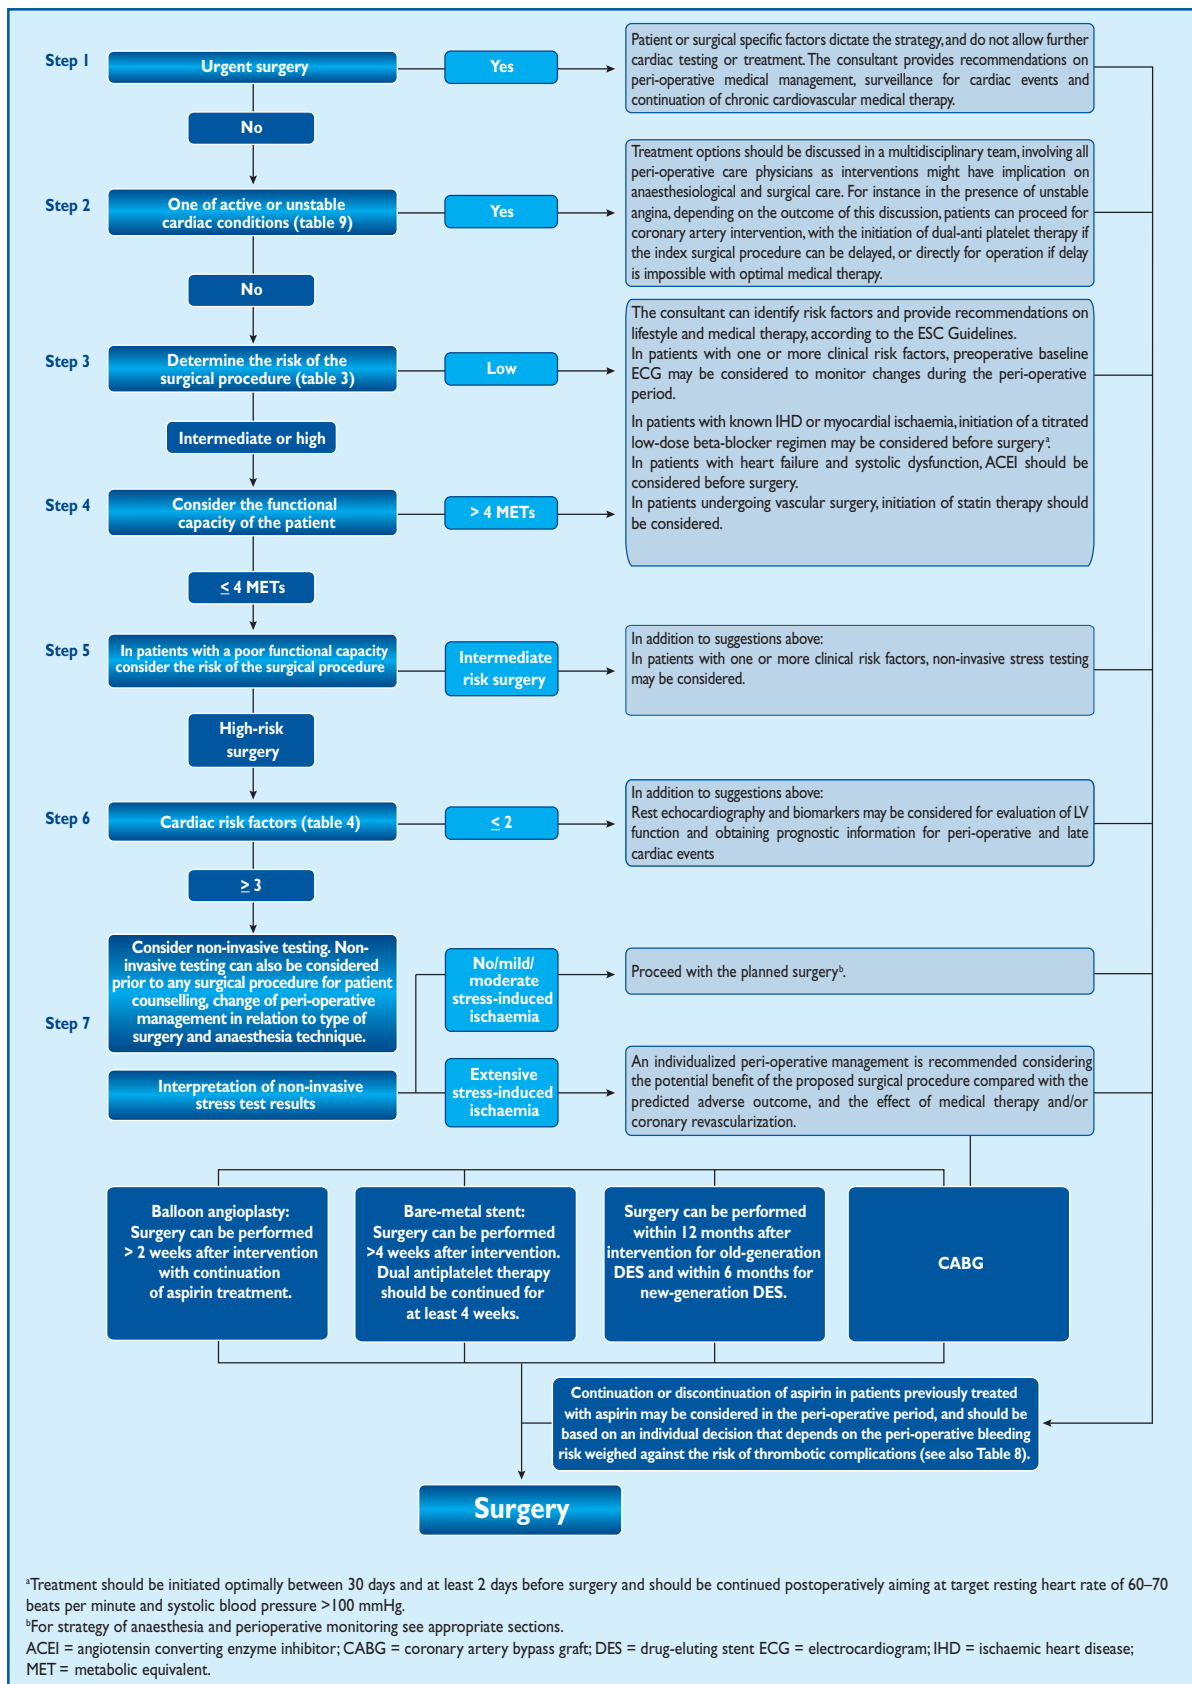 Step 1
Urgent surgery
Yes
Patient or surgical specific factors dictate the strategy, and do not allow further
cardiac testing or treatment. The consultant provides recommendations on
peri-operative medical management, surveillance for cardiac events and
continuation of chronic cardiovascular medical therapy.
No
Step 2
One of active or unstable
cardiac conditions (table 9)
Yes
Treatment options should be discussed in a multidisciplinary team, involving all
peri-operative care physicians as interventions might have implication on
anaesthesiological and surgical care. For instance in the presence of unstable
angina, depending on the outcome of this discussion, patients can proceed for
coronary artery intervention, with the initiation of dual-anti platelet therapy if
the index surgical procedure can be delayed, or directly for operation if delay
is impossible with optimal medical therapy.
No
Step 3
Determine the risk of the
surgical procedure (table 3)
Low
The consultant can identify risk factors and provide recommendations on
lifestyle and medical therapy, according to the ESC Guidelines.
In patients with one or more clinical risk factors, preoperative baseline
ECG may be considered to monitor changes during the peri-operative
period.
In patients with known IHD or myocardial ischaemia, initiation of a titrated
low-dose beta-blocker regimen may be considered before surgeryᵃ.
In patients with heart failure and systolic dysfunction, ACEI should be
considered before surgery.
In patients undergoing vascular surgery, initiation of statin therapy should
be considered.
Intermediate or high
Step 4
Consider the functional
capacity of the patient
> 4 METs
≤ 4 METs
Step 5
In patients with a poor functional capacity
consider the risk of the surgical procedure
Intermediate
risk surgery
In addition to suggestions above:
In patients with one or more clinical risk factors, non-invasive stress testing
may be considered.
High-risk
surgery
Step 6
Cardiac risk factors (table 4)
≤ 2
In addition to suggestions above:
Rest echocardiography and biomarkers may be considered for evaluation of LV
function and obtaining prognostic information for peri-operative and late
cardiac events
≥ 3
Step 7
Consider non-invasive testing. Non-
invasive testing can also be considered
prior to any surgical procedure for patient
counselling, change of peri-operative
management in relation to type of
surgery and anaesthesia technique.
No/mild/
moderate
stress-induced
ischaemia
Proceed with the planned surgeryᵇ.
Interpretation of non-invasive
stress test results
Extensive
stress-induced
ischaemia
An individualized peri-operative management is recommended considering
the potential benefit of the proposed surgical procedure compared with the
predicted adverse outcome, and the effect of medical therapy and/or
coronary revascularization.
Balloon angioplasty:
Surgery can be performed
> 2 weeks after intervention
with continuation
of aspirin treatment.
Bare-metal stent:
Surgery can be performed
>4 weeks after intervention.
Dual antiplatelet therapy
should be continued for
at least 4 weeks.
Surgery can be performed
within 12 months after
intervention for old-generation
DES and within 6 months for
new-generation DES.
CABG
Continuation or discontinuation of aspirin in patients previously treated
with aspirin may be considered in the peri-operative period, and should be
based on an individual decision that depends on the peri-operative bleeding
risk weighed against the risk of thrombotic complications (see also Table 8).
Surgery
ᵃTreatment should be initiated optimally between 30 days and at least 2 days before surgery and should be continued postoperatively aiming at target resting heart rate of 60–70
beats per minute and systolic blood pressure >100 mmHg.
ᵇFor strategy of anaesthesia and perioperative monitoring see appropriate sections.
ACEI = angiotensin converting enzyme inhibitor; CABG = coronary artery bypass graft; DES = drug-eluting stent ECG = electrocardiogram; IHD = ischaemic heart disease;
MET = metabolic equivalent.